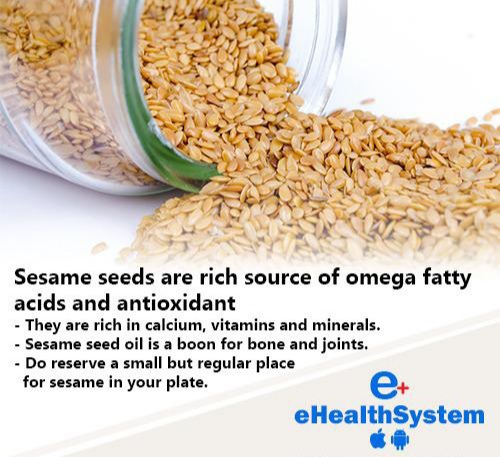 Sesame seeds are rich source of omega fatty
acids and antioxidant
- They are rich in calcium, vitamins and minerals.
- Sesame seed oil is a boon for bone and joints.
- Do reserve a small but regular place
for sesame in your plate.
e+
eHealthSystem